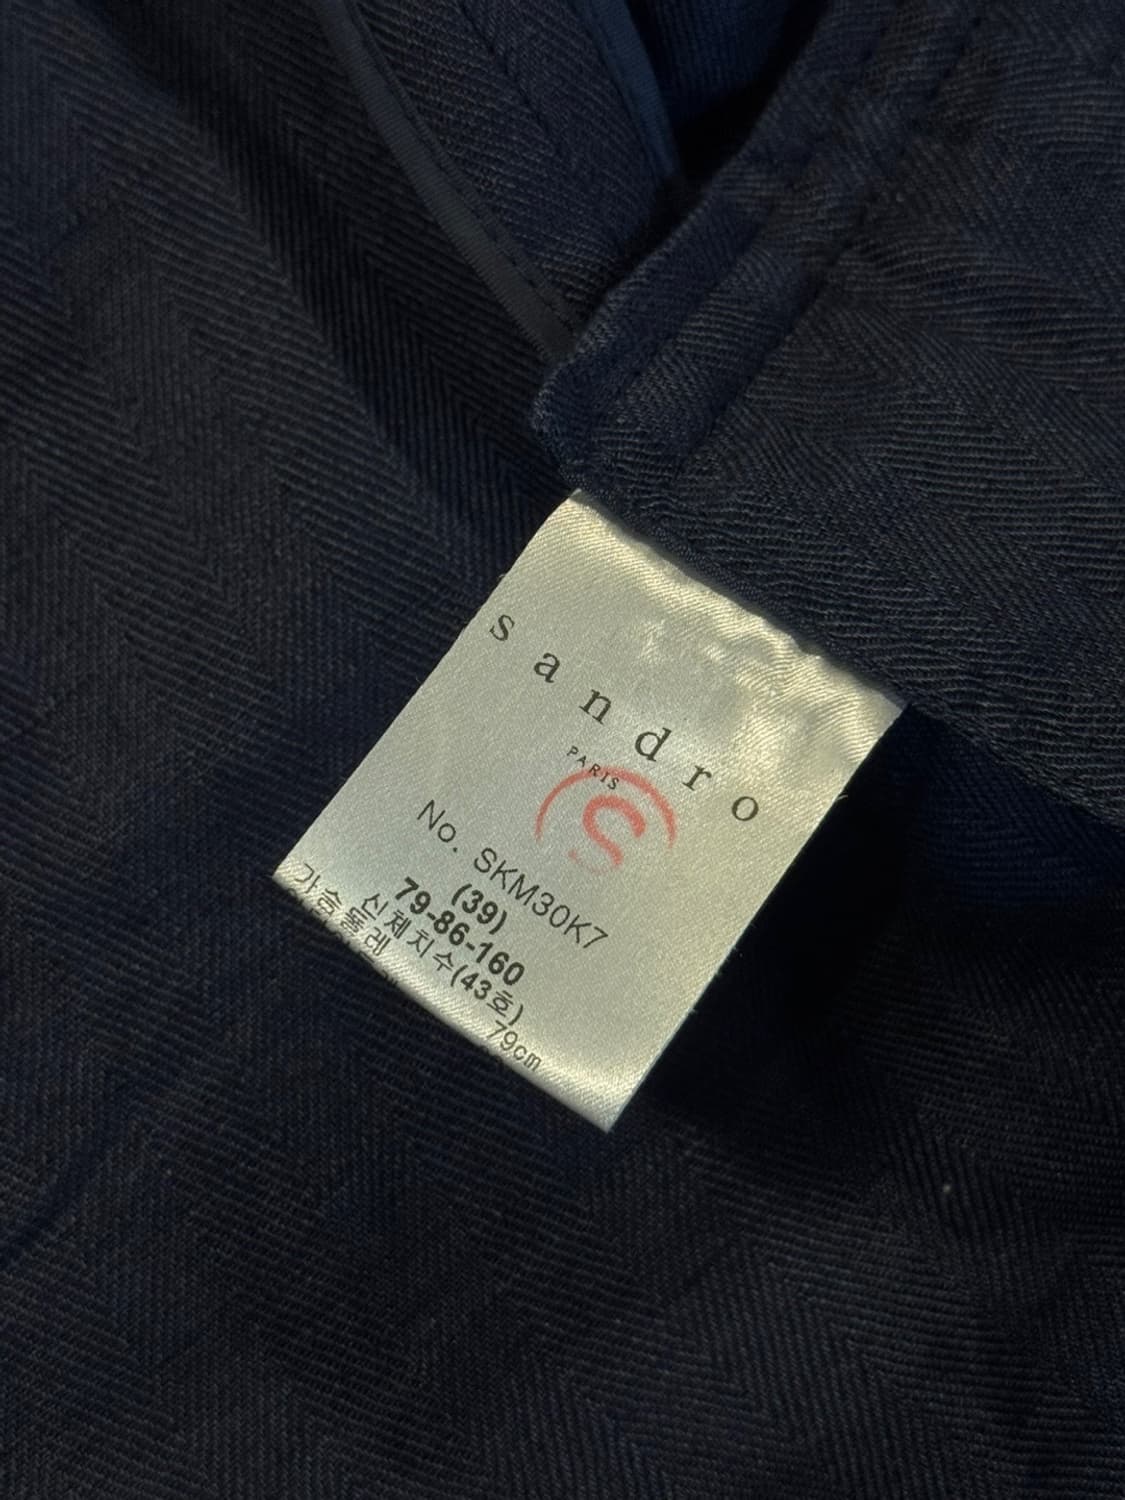 sandro
PARIS
S
No. SKM30K7
(39)
79-86-160
신체치수(43호)
가슴둘레 79cm